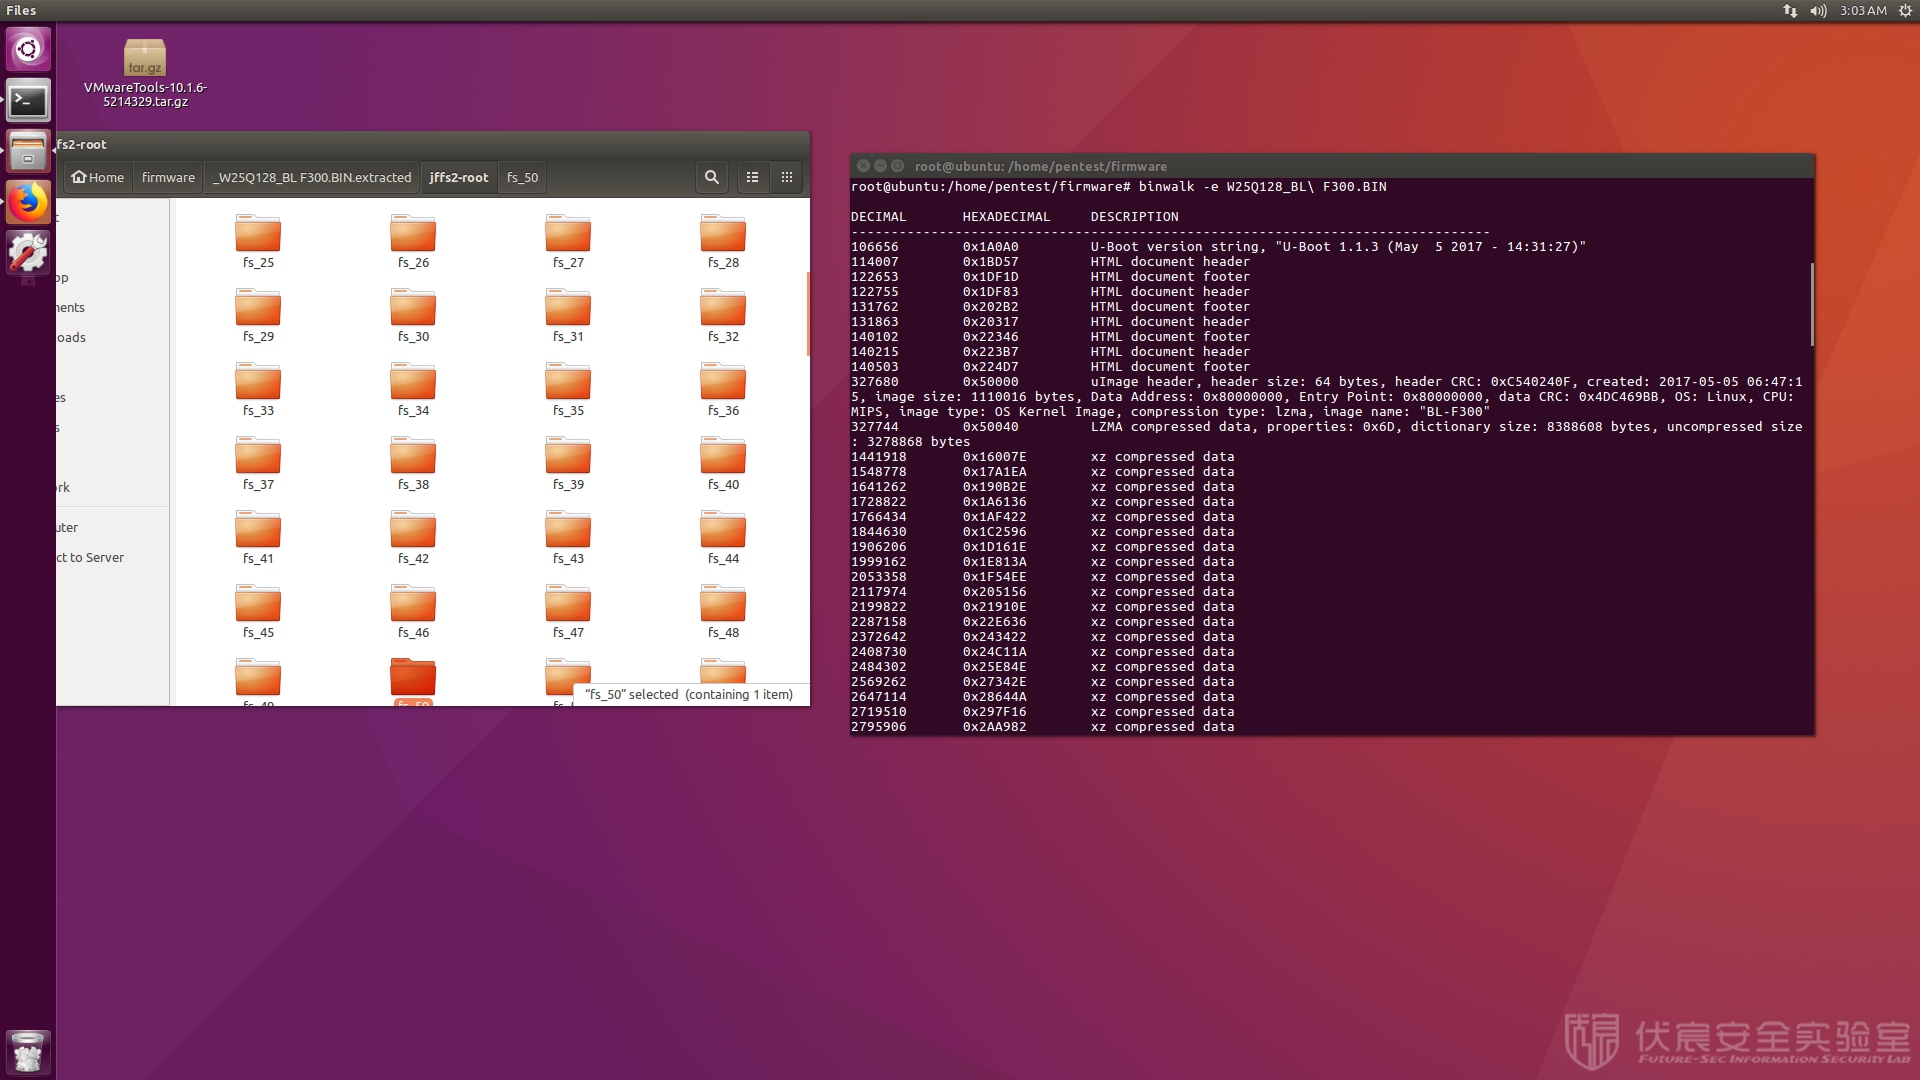 Files
3:03 AM
tar.gz
VMwareTools-10.1.6-
5214329.tar.gz
fs2-root
Home
firmware
_W25Q128_BL F300.BIN.extracted
jffs2-root
fs_50
op
nents
oads
es
s
rk
uter
ct to Server
fs_25
fs_26
fs_27
fs_28
fs_29
fs_30
fs_31
fs_32
fs_33
fs_34
fs_35
fs_36
fs_37
fs_38
fs_39
fs_40
fs_41
fs_42
fs_43
fs_44
fs_45
fs_46
fs_47
fs_48
fs_49
fs_50
“fs_50” selected (containing 1 item)
root@ubuntu: /home/pentest/firmware
root@ubuntu:/home/pentest/firmware# binwalk -e W25Q128_BL\ F300.BIN
DECIMAL HEXADECIMAL DESCRIPTION
--------------------------------------------------------------------------------
106656 0x1A0A0 U-Boot version string, "U-Boot 1.1.3 (May  5 2017 - 14:31:27)"
114007 0x1BD57 HTML document header
122653 0x1DF1D HTML document footer
122755 0x1DF83 HTML document header
131762 0x202B2 HTML document footer
131863 0x20317 HTML document header
140102 0x22346 HTML document footer
140215 0x223B7 HTML document header
140503 0x224D7 HTML document footer
327680 0x50000 uImage header, header size: 64 bytes, header CRC: 0xC540240F, created: 2017-05-05 06:47:1
5, image size: 1110016 bytes, Data Address: 0x80000000, Entry Point: 0x80000000, data CRC: 0x4DC469BB, OS: Linux, CPU:
MIPS, image type: OS Kernel Image, compression type: lzma, image name: "BL-F300"
327744 0x50040 LZMA compressed data, properties: 0x6D, dictionary size: 8388608 bytes, uncompressed size
: 3278868 bytes
1441918 0x16007E xz compressed data
1548778 0x17A1EA xz compressed data
1641262 0x190B2E xz compressed data
1728822 0x1A6136 xz compressed data
1766434 0x1AF422 xz compressed data
1844630 0x1C2596 xz compressed data
1906206 0x1D161E xz compressed data
1999162 0x1E813A xz compressed data
2053358 0x1F54EE xz compressed data
2117974 0x205156 xz compressed data
2199822 0x21910E xz compressed data
2287158 0x22E636 xz compressed data
2372642 0x243422 xz compressed data
2408730 0x24C11A xz compressed data
2484302 0x25E84E xz compressed data
2569262 0x27342E xz compressed data
2647114 0x28644A xz compressed data
2719510 0x297F16 xz compressed data
2795906 0x2AA982 xz compressed data
伏宸安全实验室
Future-Sec Information Security Lab